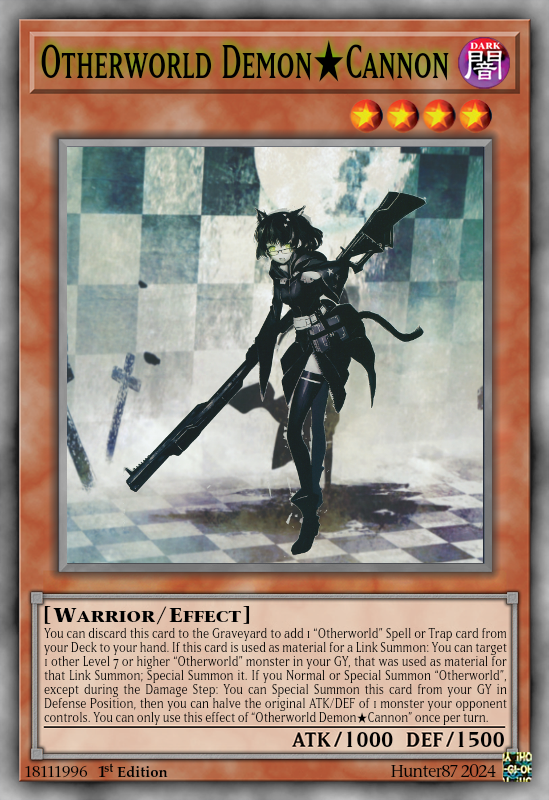 Otherworld Demon★Cannon
DARK
闇
[Warrior/Effect]
You can discard this card to the Graveyard to add 1 “Otherworld” Spell or Trap card from
your Deck to your hand. If this card is used as material for a Link Summon: You can target
1 other Level 7 or higher “Otherworld” monster in your GY, that was used as material for
that Link Summon; Special Summon it. If you Normal or Special Summon “Otherworld”,
except during the Damage Step: You can Special Summon this card from your GY in
Defense Position, then you can halve the original ATK/DEF of 1 monster your opponent
controls. You can only use this effect of “Otherworld Demon★Cannon” once per turn.
ATK/1000 DEF/1500
18111996 1st Edition
Hunter87 2024